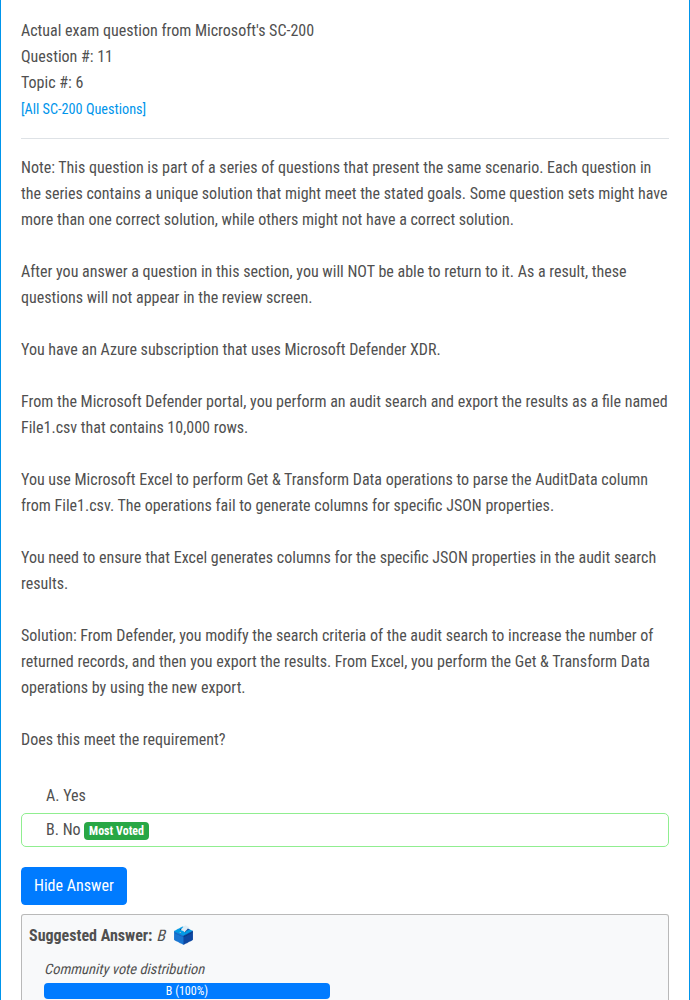 Actual exam question from Microsoft's SC-200
Question #: 11
Topic #: 6
[All SC-200 Questions]
Note: This question is part of a series of questions that present the same scenario. Each question in
the series contains a unique solution that might meet the stated goals. Some question sets might have
more than one correct solution, while others might not have a correct solution.
After you answer a question in this section, you will NOT be able to return to it. As a result, these
questions will not appear in the review screen.
You have an Azure subscription that uses Microsoft Defender XDR.
From the Microsoft Defender portal, you perform an audit search and export the results as a file named
File1.csv that contains 10,000 rows.
You use Microsoft Excel to perform Get & Transform Data operations to parse the AuditData column
from File1.csv. The operations fail to generate columns for specific JSON properties.
You need to ensure that Excel generates columns for the specific JSON properties in the audit search
results.
Solution: From Defender, you modify the search criteria of the audit search to increase the number of
returned records, and then you export the results. From Excel, you perform the Get & Transform Data
operations by using the new export.
Does this meet the requirement?
A. Yes
B. No Most Voted
Hide Answer
Suggested Answer: B
Community vote distribution
B (100%)